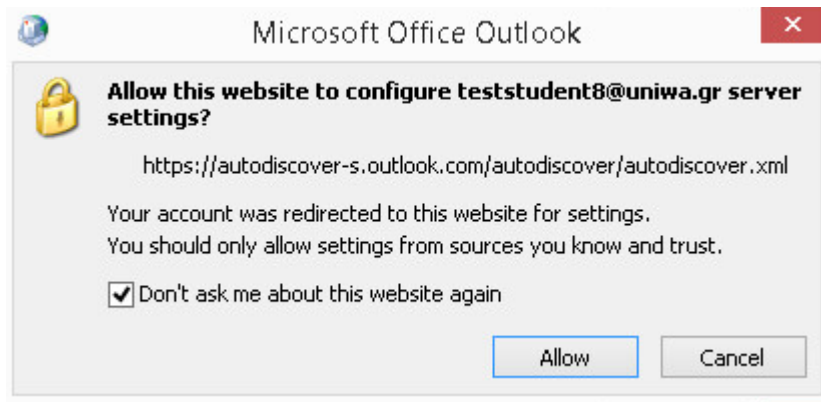 Microsoft Office Outlook
Allow this website to configure teststudent8@uniwa.gr server
settings?
https://autodiscover-s.outlook.com/autodiscover/autodiscover.xml
Your account was redirected to this website for settings.
You should only allow settings from sources you know and trust.
Don't ask me about this website again
Allow Cancel